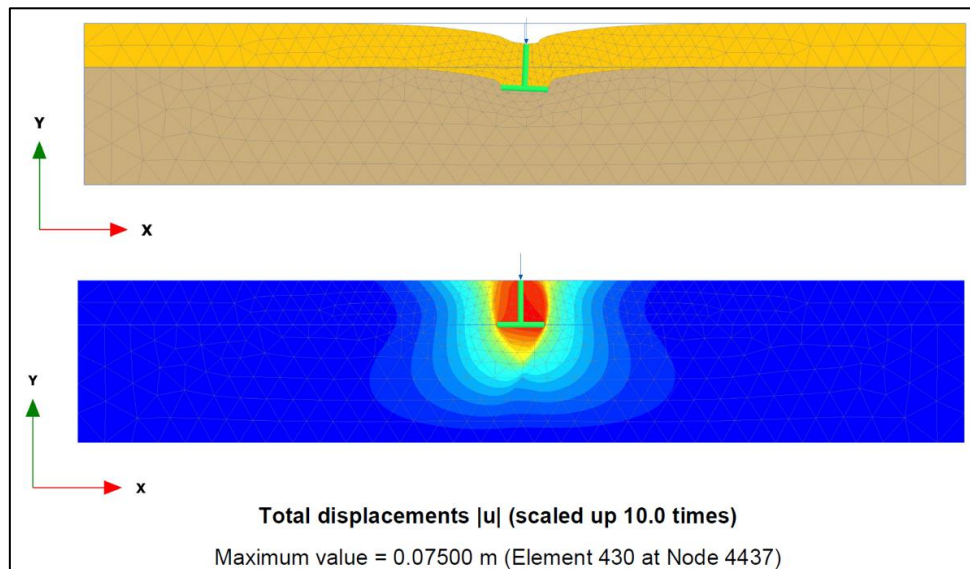 Y
X
Y
X
Total displacements |u| (scaled up 10.0 times)
Maximum value = 0.07500 m (Element 430 at Node 4437)